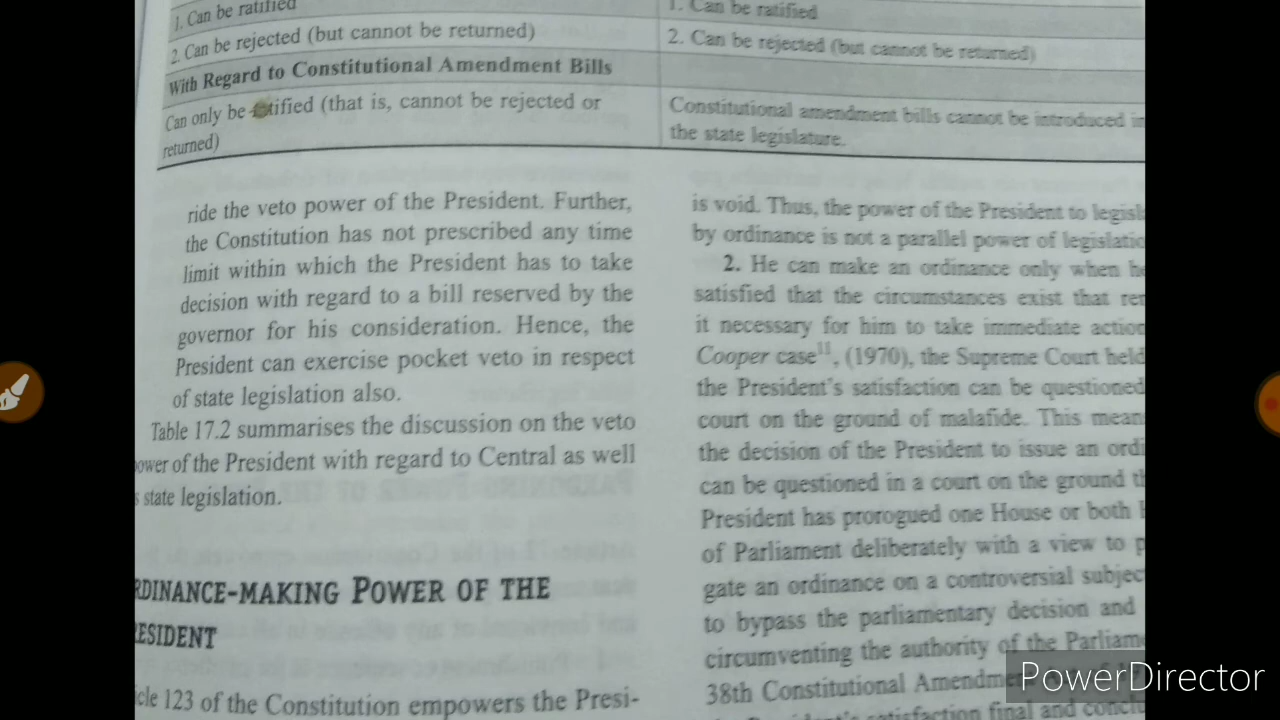 1. Can be ratified
2. Can be rejected (but cannot be returned)
With Regard to Constitutional Amendment Bills
Can only be ratified (that is, cannot be rejected or
returned)
1. Can be ratified
2. Can be rejected (but cannot be returned)
Constitutional amendment bills cannot be introduced in
the state legislature.
ride the veto power of the President. Further,
the Constitution has not prescribed any time
limit within which the President has to take
decision with regard to a bill reserved by the
governor for his consideration. Hence, the
President can exercise pocket veto in respect
of state legislation also.
Table 17.2 summarises the discussion on the veto
ower of the President with regard to Central as well
s state legislation.
RDINANCE-MAKING POWER OF THE
RESIDENT
icle 123 of the Constitution empowers the Presi-
is void. Thus, the power of the President to legisl
by ordinance is not a parallel power of legislatio
2. He can make an ordinance only when he
satisfied that the circumstances exist that ren
it necessary for him to take immediate action
Cooper case11, (1970), the Supreme Court held
the President's satisfaction can be questioned
court on the ground of malafide. This mean
the decision of the President to issue an ordi
can be questioned in a court on the ground th
President has prorogued one House or both
of Parliament deliberately with a view to p
gate an ordinance on a controversial subjec
to bypass the parliamentary decision and
circumventing the authority of the Parliame
38th Constitutional Amendme
satisfaction final and conclu
PowerDirector